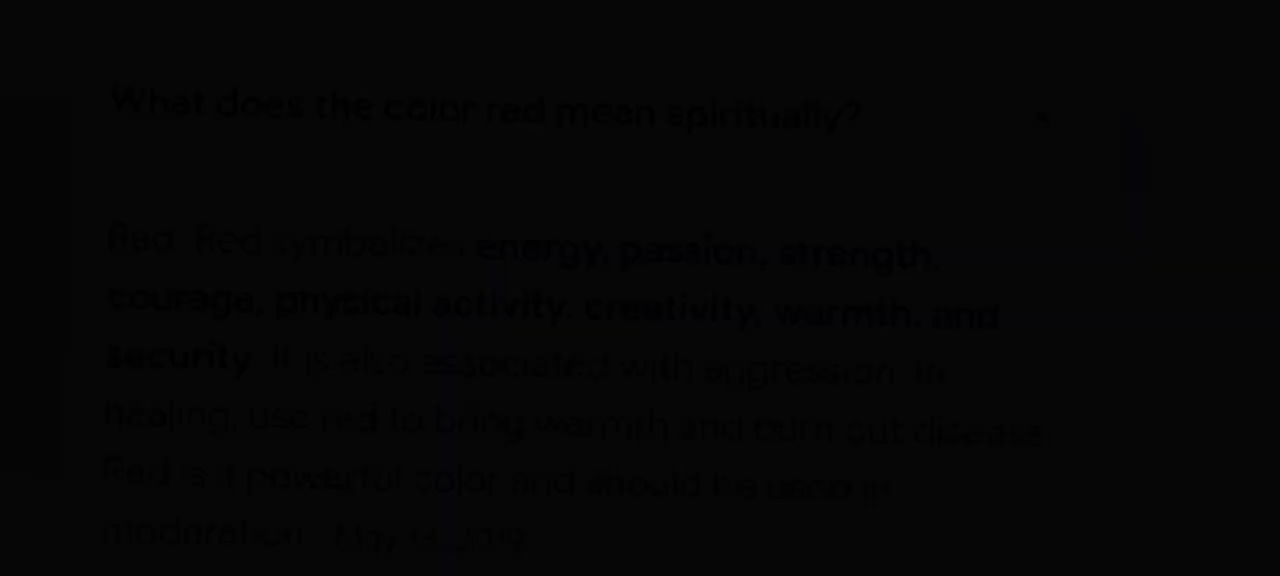 What does the color red mean spiritually?
Red. Red symbolizes energy, passion, strength,
courage, physical activity, creativity, warmth, and
security. It is also associated with aggression. In
healing, use red to bring warmth and burn out disease.
Red is a powerful color and should be used in
moderation.